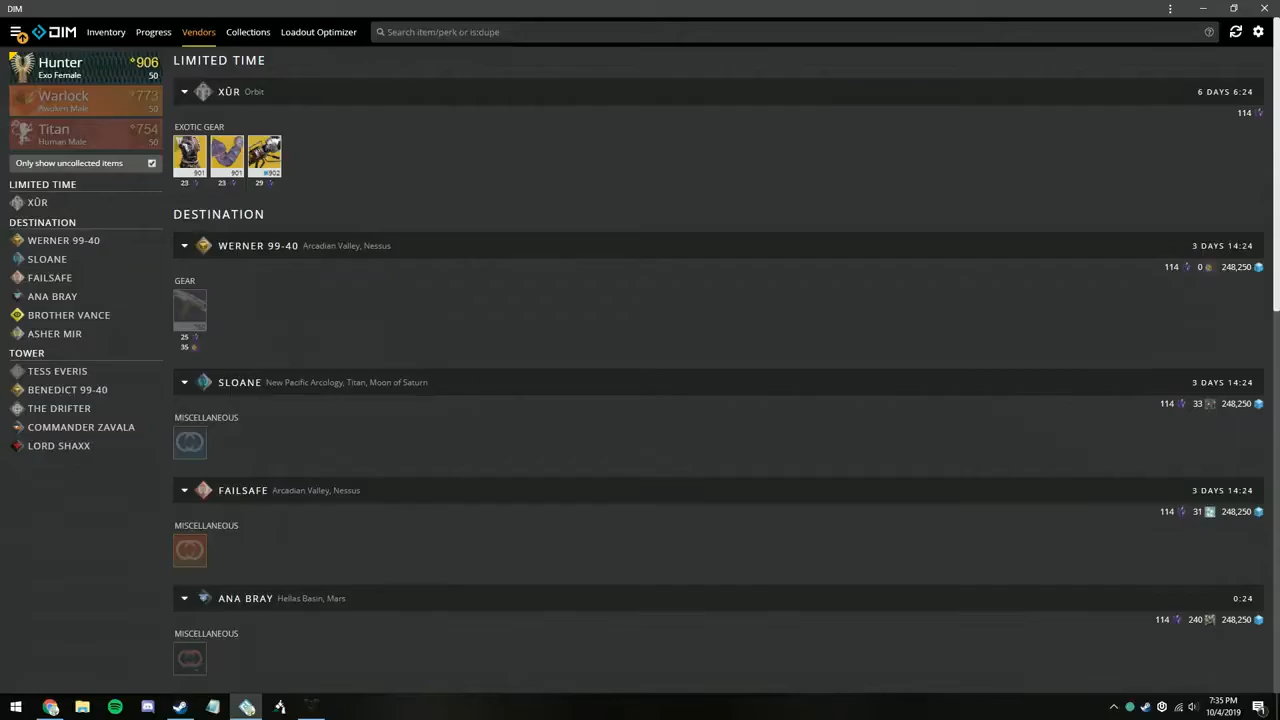 DIM
DIM Inventory Progress Vendors Collections Loadout Optimizer Search item/perk or is:dupe
Hunter 906
Exo Female 50
Warlock 773
Awoken Male 50
Titan 754
Human Male 50
Only show uncollected items
LIMITED TIME
XÛR
DESTINATION
WERNER 99-40
SLOANE
FAILSAFE
ANA BRAY
BROTHER VANCE
ASHER MIR
TOWER
TESS EVERIS
BENEDICT 99-40
THE DRIFTER
COMMANDER ZAVALA
LORD SHAXX
LIMITED TIME
XÛR Orbit 6 DAYS 6:24
114
EXOTIC GEAR
901 901 902
23 23 29
DESTINATION
WERNER 99-40 Arcadian Valley, Nessus 3 DAYS 14:24
114 0 248,250
GEAR
25
35
SLOANE New Pacific Arcology, Titan, Moon of Saturn 3 DAYS 14:24
114 33 248,250
MISCELLANEOUS
FAILSAFE Arcadian Valley, Nessus 3 DAYS 14:24
114 31 248,250
MISCELLANEOUS
ANA BRAY Hellas Basin, Mars 0:24
114 240 248,250
MISCELLANEOUS
7:35 PM
10/4/2019